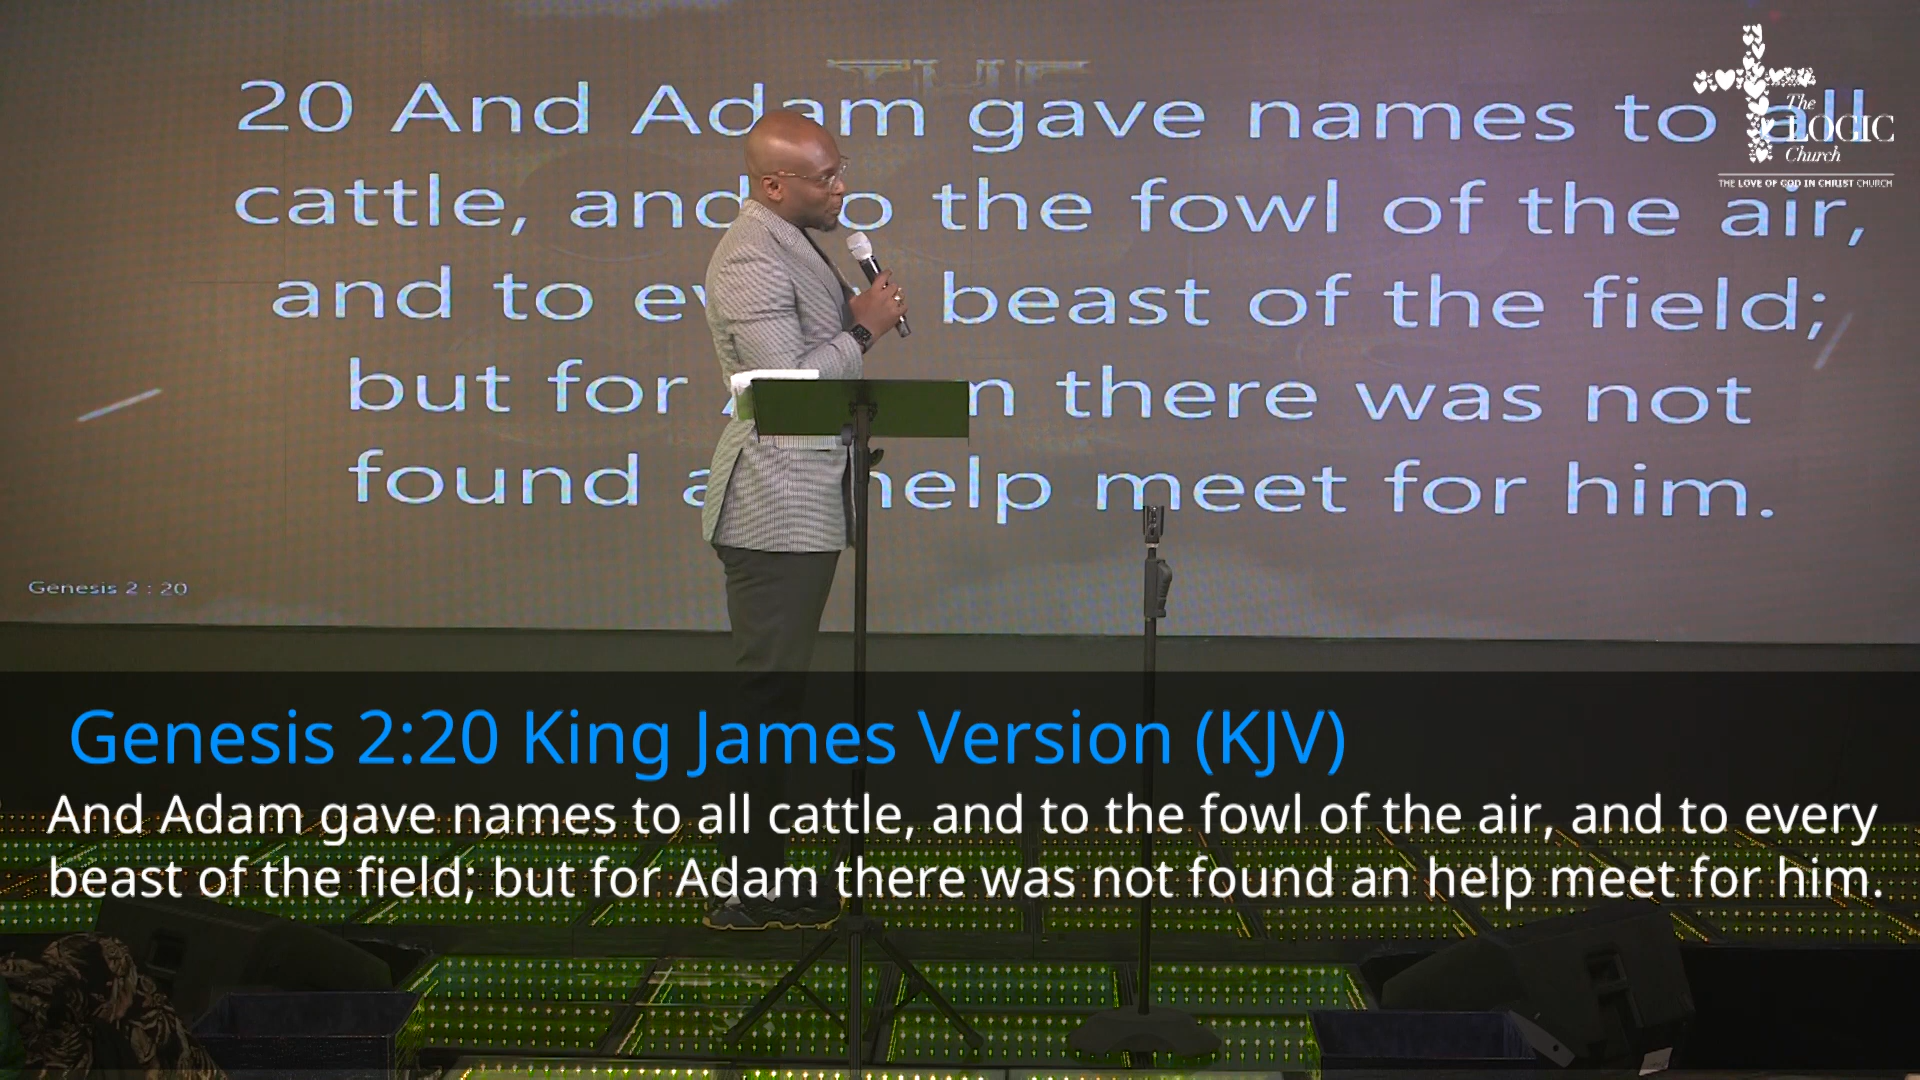 THE
20 And Adam gave names to all
cattle, and to the fowl of the air,
and to ev beast of the field;
but for m there was not
found a help meet for him.
Genesis 2 : 20
The
LOGIC
Church
THE LOVE OF GOD IN CHRIST CHURCH
Genesis 2:20 King James Version (KJV)
And Adam gave names to all cattle, and to the fowl of the air, and to every
beast of the field; but for Adam there was not found an help meet for him.